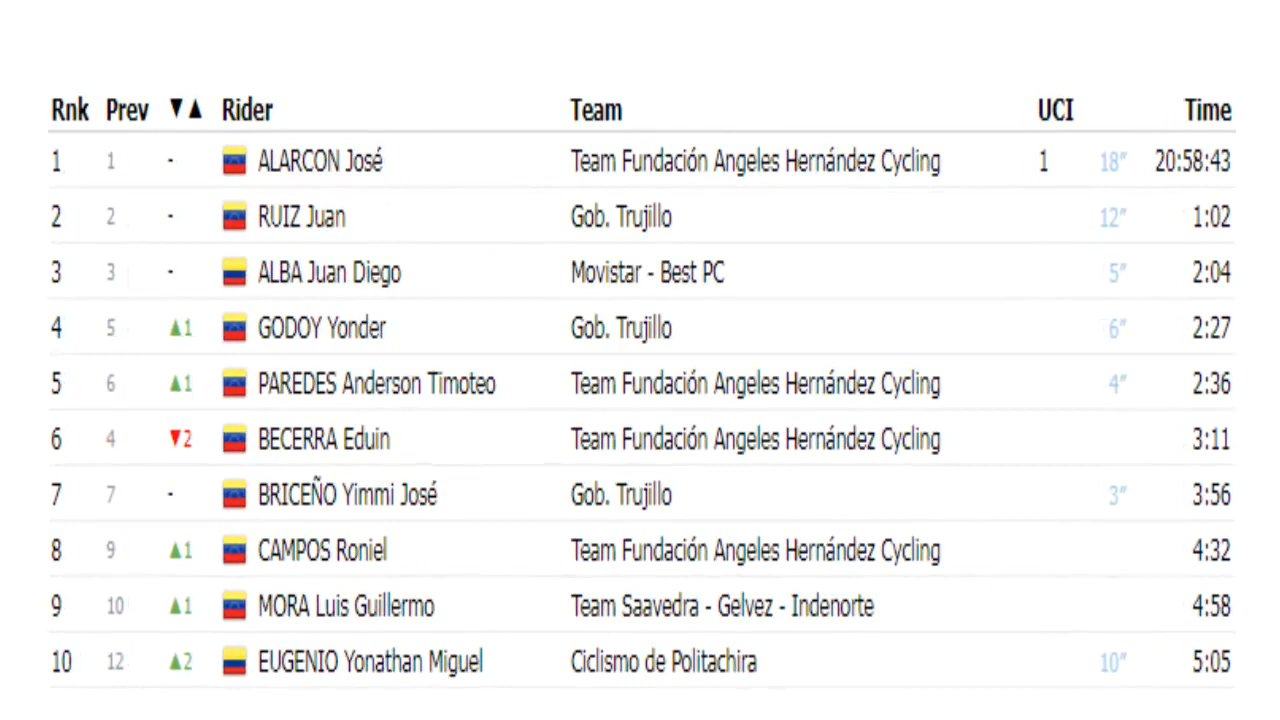 Rnk Prev ▼▲ Rider Team UCI Time
1 1 - ALARCON José Team Fundación Angeles Hernández Cycling 1 18″ 20:58:43
2 2 - RUIZ Juan Gob. Trujillo 12″ 1:02
3 3 - ALBA Juan Diego Movistar - Best PC 5″ 2:04
4 5 ▲1 GODOY Yonder Gob. Trujillo 6″ 2:27
5 6 ▲1 PAREDES Anderson Timoteo Team Fundación Angeles Hernández Cycling 4″ 2:36
6 4 ▼2 BECERRA Eduin Team Fundación Angeles Hernández Cycling 3:11
7 7 - BRICEÑO Yimmi José Gob. Trujillo 3″ 3:56
8 9 ▲1 CAMPOS Roniel Team Fundación Angeles Hernández Cycling 4:32
9 10 ▲1 MORA Luis Guillermo Team Saavedra - Gelvez - Indenorte 4:58
10 12 ▲2 EUGENIO Yonathan Miguel Ciclismo de Politachira 10″ 5:05